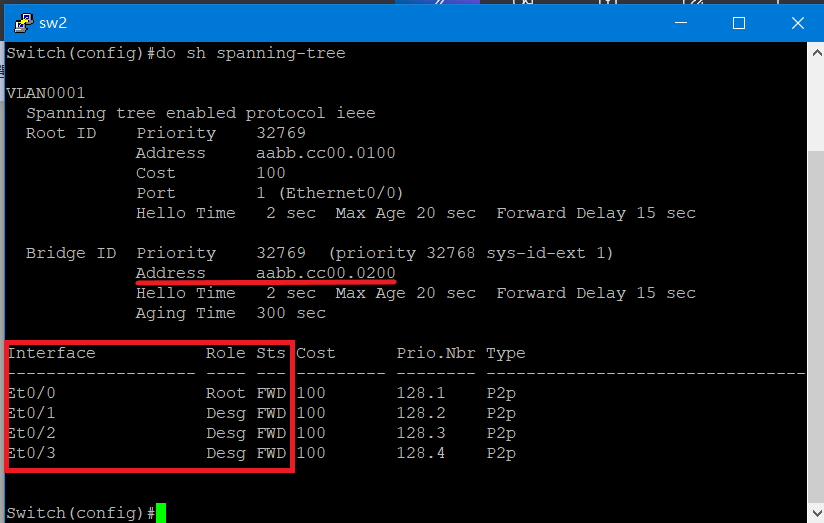 sw2
Switch(config)#do sh spanning-tree
VLAN0001
Spanning tree enabled protocol ieee
Root ID Priority 32769
Address aabb.cc00.0100
Cost 100
Port 1 (Ethernet0/0)
Hello Time 2 sec Max Age 20 sec Forward Delay 15 sec
Bridge ID Priority 32769 (priority 32768 sys-id-ext 1)
Address aabb.cc00.0200
Hello Time 2 sec Max Age 20 sec Forward Delay 15 sec
Aging Time 300 sec
Interface Role Sts Cost Prio.Nbr Type
------------------- ---- --- --------- -------- --------------------------------
Et0/0 Root FWD 100 128.1 P2p
Et0/1 Desg FWD 100 128.2 P2p
Et0/2 Desg FWD 100 128.3 P2p
Et0/3 Desg FWD 100 128.4 P2p
Switch(config)#